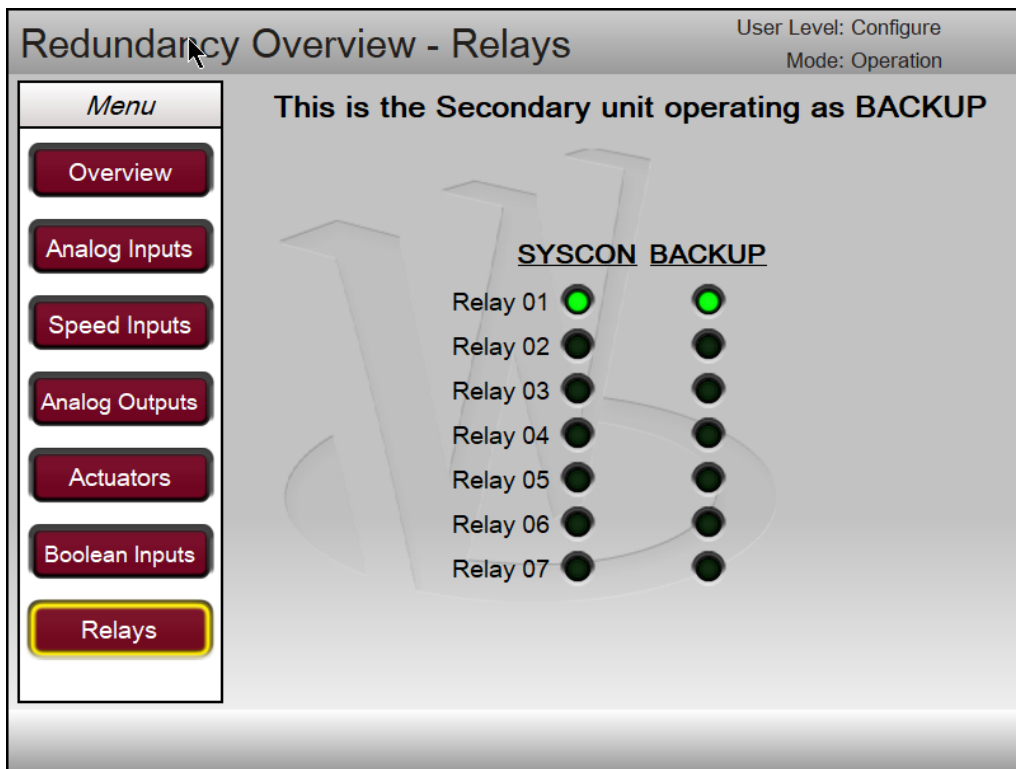 Redundancy Overview - Relays
User Level: Configure
Mode: Operation
Menu
This is the Secondary unit operating as BACKUP
Overview
Analog Inputs
Speed Inputs
Analog Outputs
Actuators
Boolean Inputs
Relays
SYSCON BACKUP
Relay 01
Relay 02
Relay 03
Relay 04
Relay 05
Relay 06
Relay 07